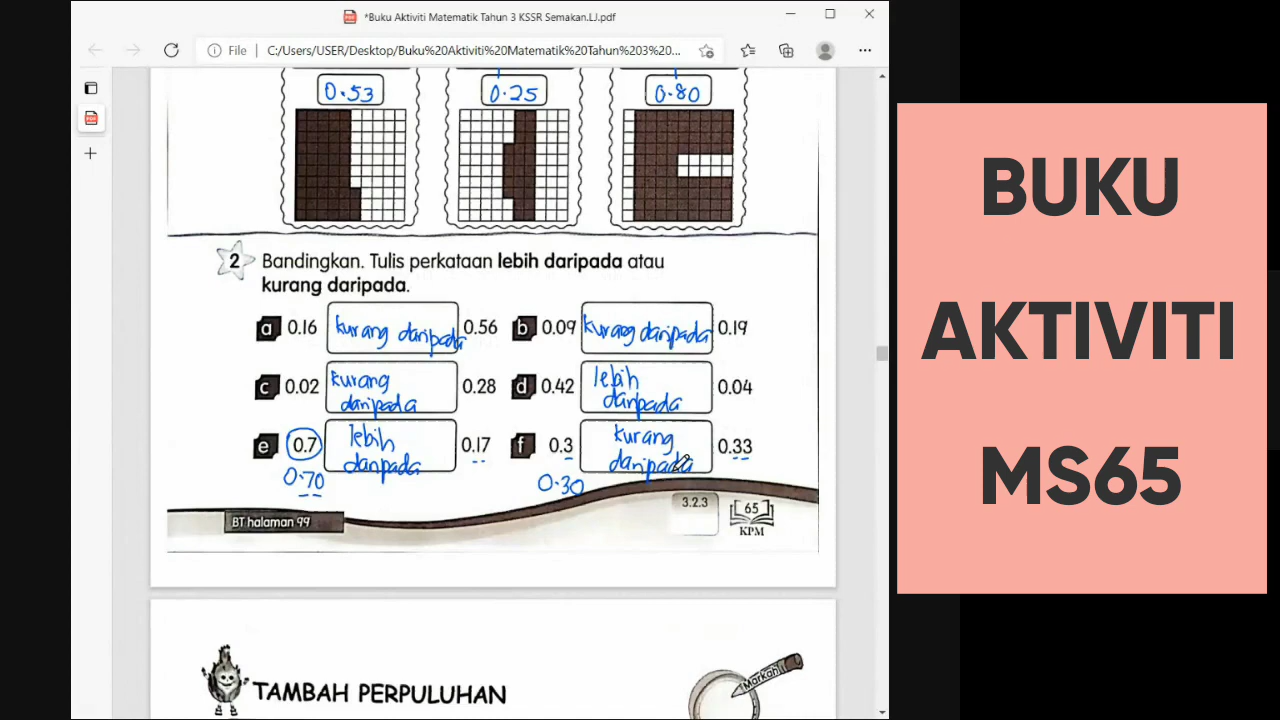 *Buku Aktiviti Matematik Tahun 3 KSSR Semakan.LJ.pdf
File | C:/Users/USER/Desktop/Buku%20Aktiviti%20Matematik%20Tahun%203%20...
0.53 0.25 0.80
2 Bandingkan. Tulis perkataan lebih daripada atau
kurang daripada.
a 0.16 kurang daripada 0.56 b 0.09 kurang daripada 0.19
c 0.02 kurang daripada 0.28 d 0.42 lebih daripada 0.04
e 0.7 lebih daripada 0.17 f 0.3 kurang daripada 0.33
0.70 0.30
3.2.3
BT halaman 99
65
KPM
TAMBAH PERPULUHAN
Markah
BUKU
AKTIVITI
MS65